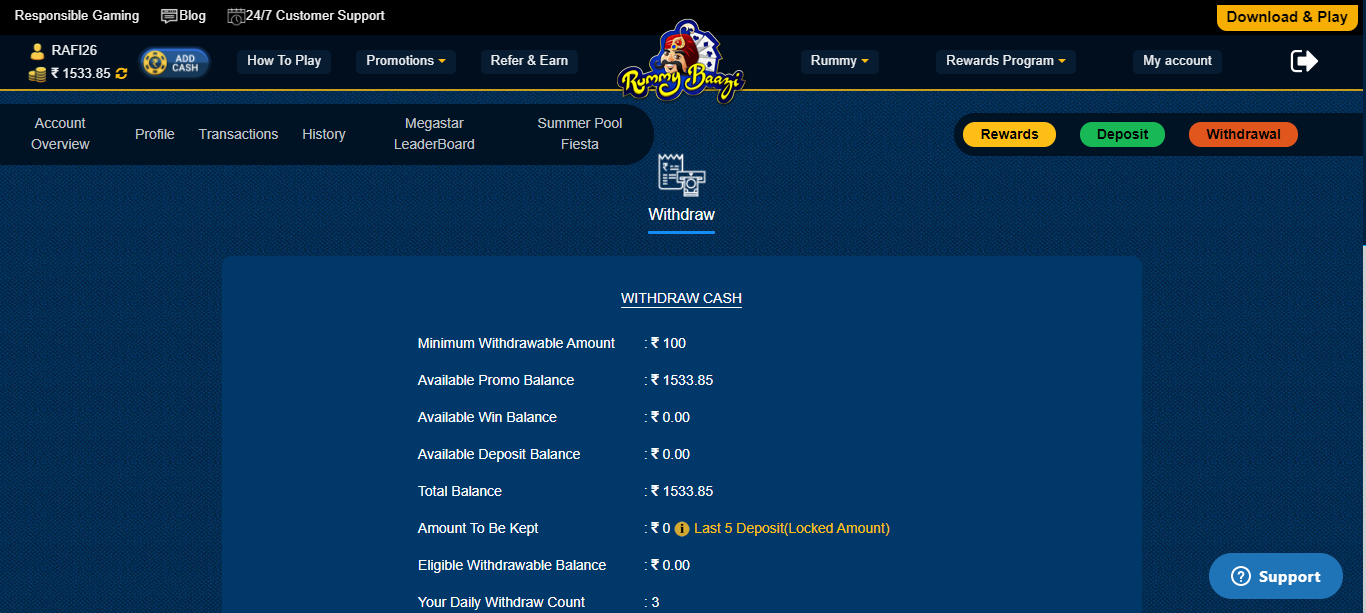 Responsible Gaming
Blog
24/7 Customer Support
Download & Play
RAFI26
₹ 1533.85
ADD
CASH
How To Play
Promotions
Refer & Earn
Rummy Baazi
Rummy
Rewards Program
My account
Account
Overview
Profile
Transactions
History
Megastar
LeaderBoard
Summer Pool
Fiesta
Rewards
Deposit
Withdrawal
Withdraw
WITHDRAW CASH
Minimum Withdrawable Amount : ₹ 100
Available Promo Balance : ₹ 1533.85
Available Win Balance : ₹ 0.00
Available Deposit Balance : ₹ 0.00
Total Balance : ₹ 1533.85
Amount To Be Kept : ₹ 0 Last 5 Deposit(Locked Amount)
Eligible Withdrawable Balance : ₹ 0.00
Your Daily Withdraw Count : 3
Support